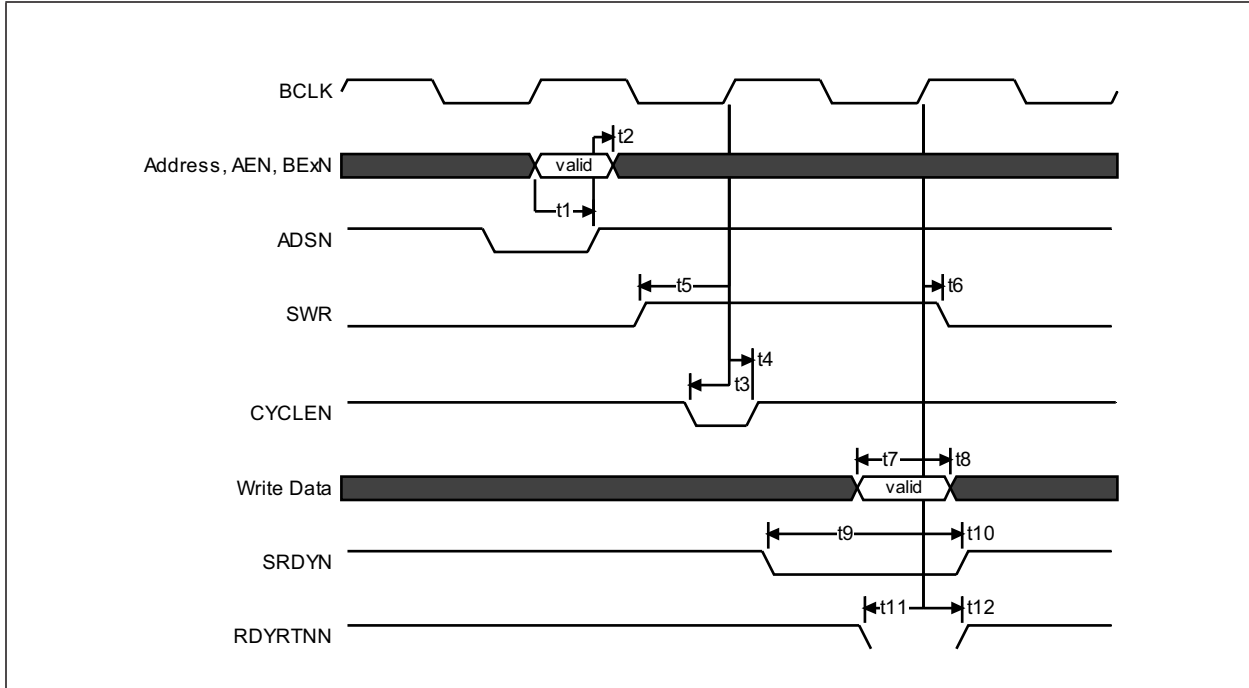 BCLK
t2
Address, AEN, BExN
valid
t1
ADSN
t5
t6
SWR
t4
t3
CYCLEN
t7
t8
Write Data
valid
t9
t10
SRDYN
t11
t12
RDYRTNN